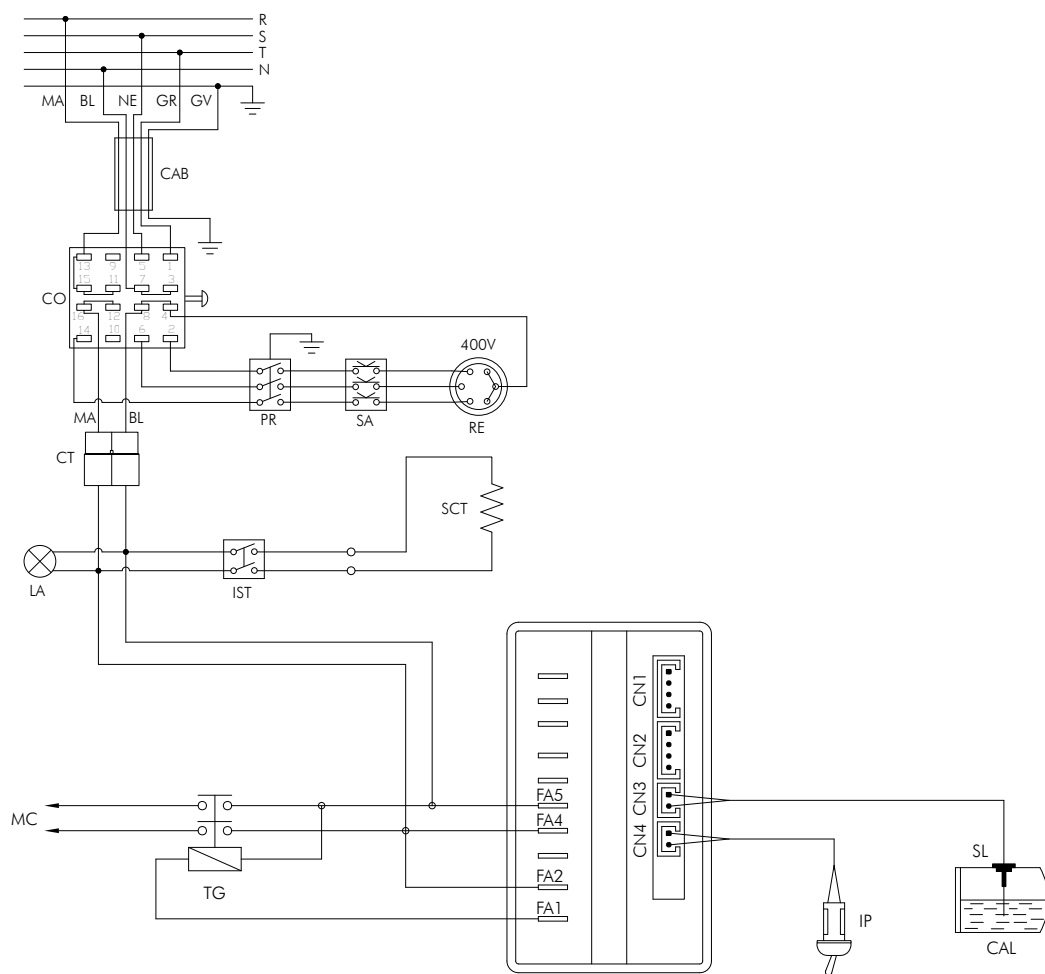 R
S
T
N
MA BL NE GR GV
CAB
13 9 5 1
15 11 7 3
CO
16 12 8 4
14 10 6 2
400V
PR SA RE
MA BL
CT
SCT
LA IST
CN1
CN2
CN3
CN4
FA5
FA4
FA2
FA1
MC
TG
SL
IP
CAL